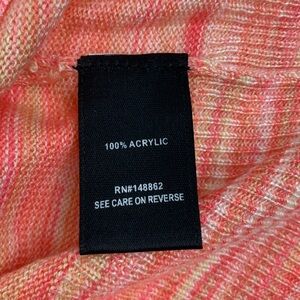 100% ACRYLIC
RN#148862
SEE CARE ON REVERSE